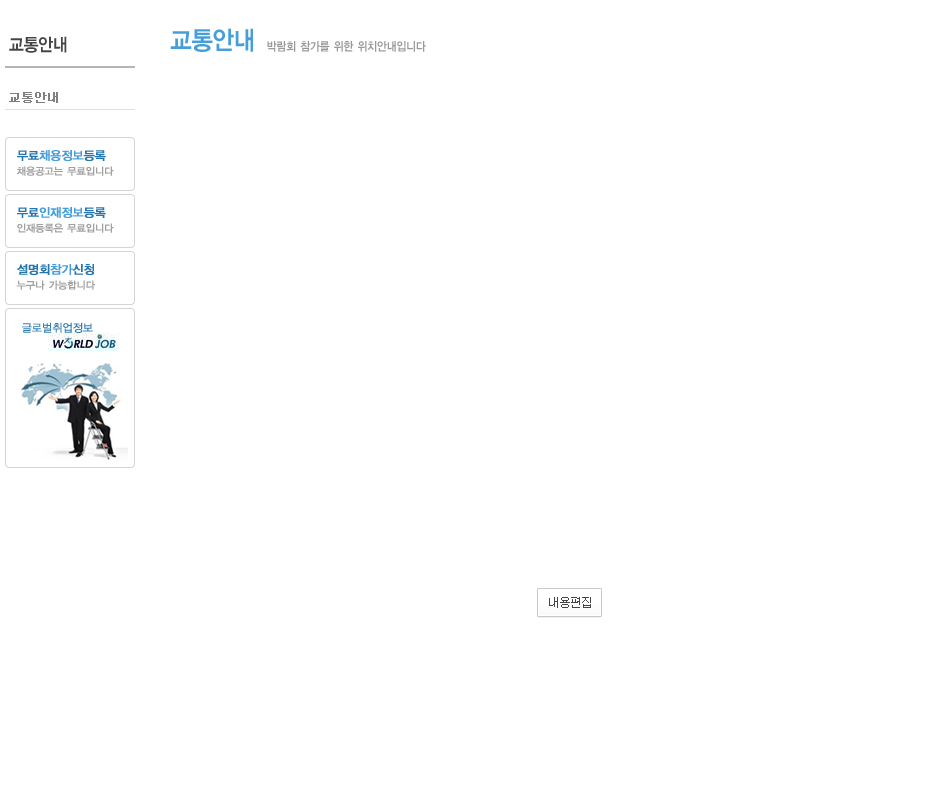 교통안내
교통안내
무료채용정보등록
채용공고는 무료입니다
무료인재정보등록
인재등록은 무료입니다
설명회참가신청
누구나 가능합니다
글로벌취업정보
WORLD JOB
교통안내 박람회 참가를 위한 위치안내입니다
내용편집